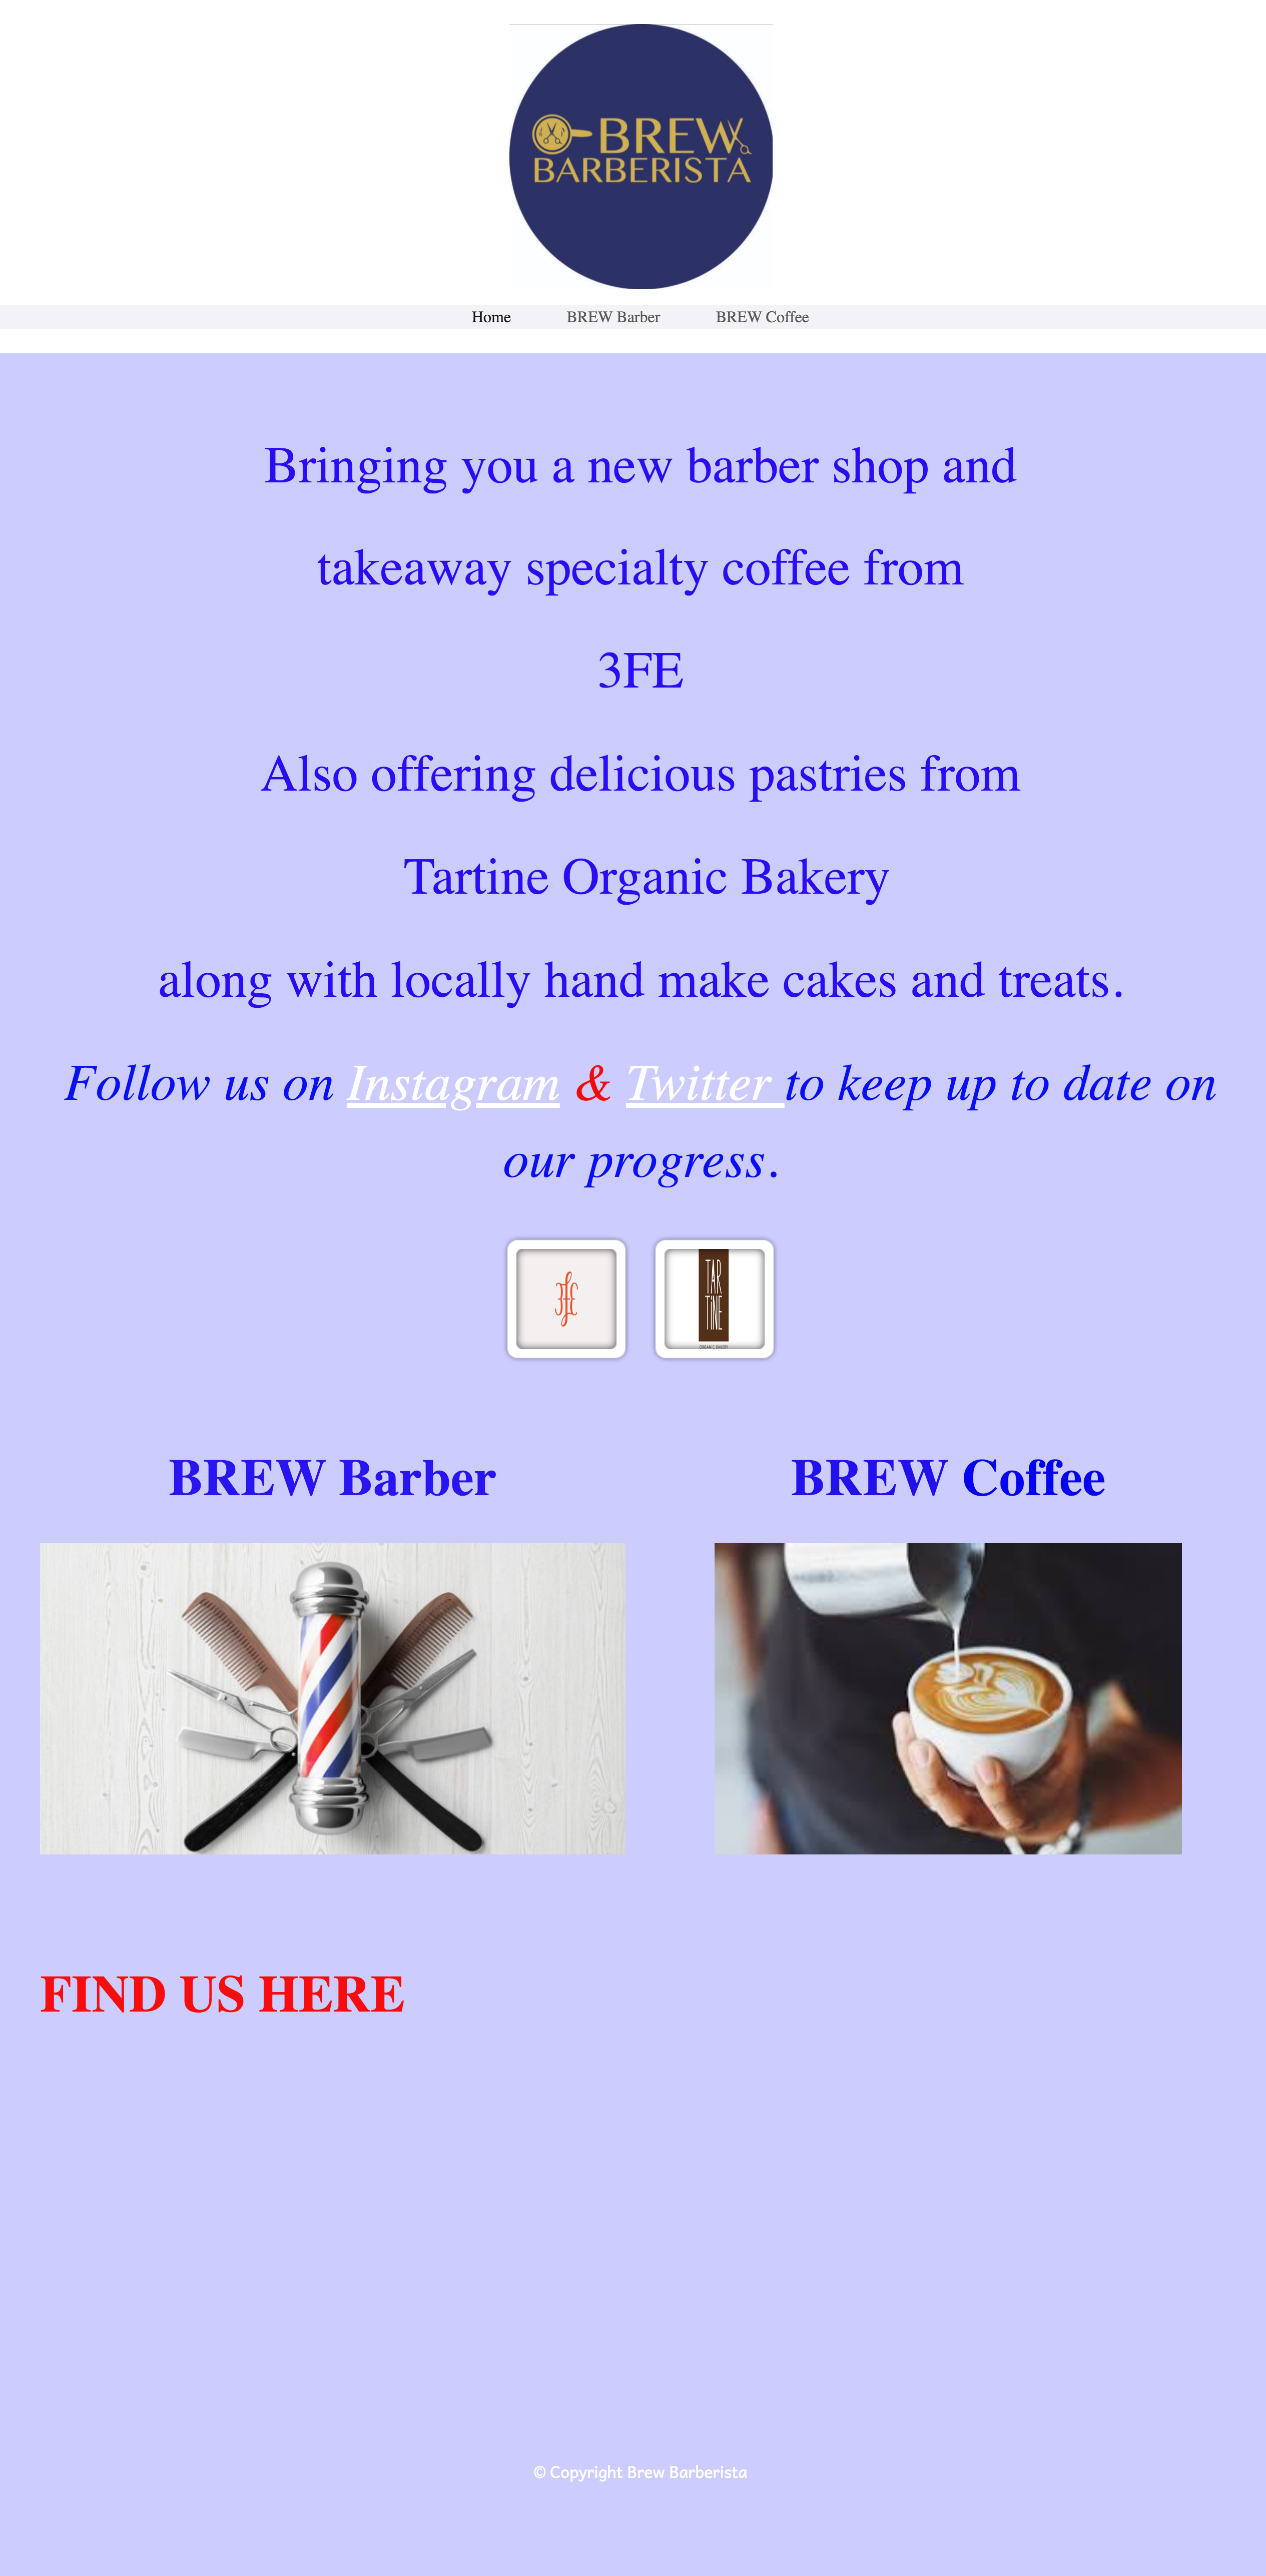 BREW
BARBERISTA
Home BREW Barber BREW Coffee
Bringing you a new barber shop and
takeaway specialty coffee from
3FE
Also offering delicious pastries from
Tartine Organic Bakery
along with locally hand make cakes and treats.
Follow us on Instagram & Twitter to keep up to date on
our progress.
3FE
TAR
TINE
ORGANIC BAKERY
BREW Barber BREW Coffee
FIND US HERE
© Copyright Brew Barberista